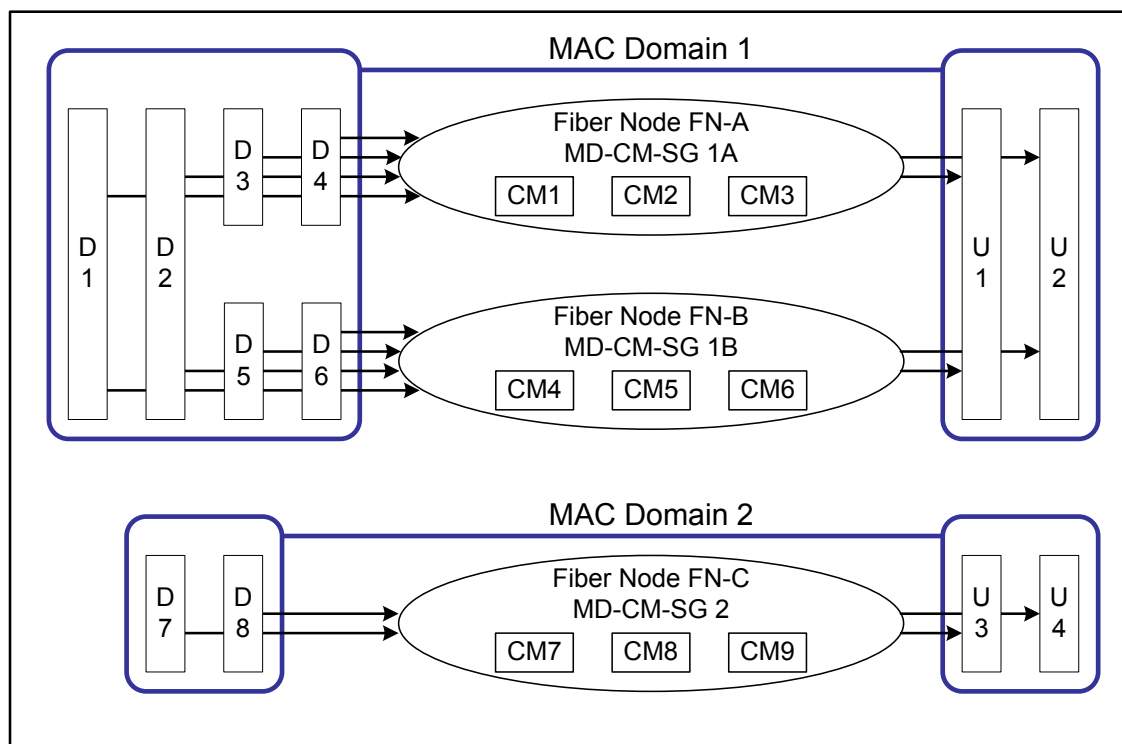 MAC Domain 1
D
1
D
2
D
3
D
4
Fiber Node FN-A
MD-CM-SG 1A
CM1 CM2 CM3
D
5
D
6
Fiber Node FN-B
MD-CM-SG 1B
CM4 CM5 CM6
U
1
U
2
MAC Domain 2
D
7
D
8
Fiber Node FN-C
MD-CM-SG 2
CM7 CM8 CM9
U
3
U
4